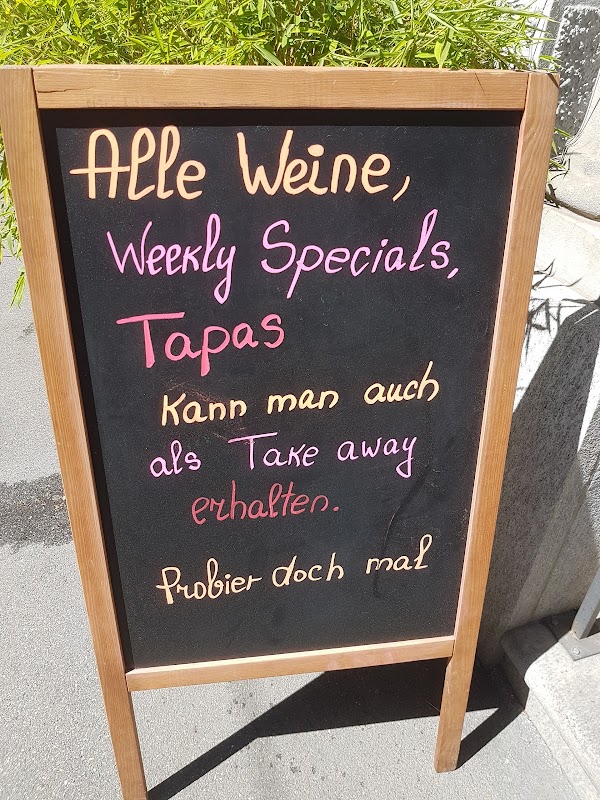 Alle Weine,
Weekly Specials,
Tapas
Kann man auch
als Take away
erhalten.
Probier doch mal